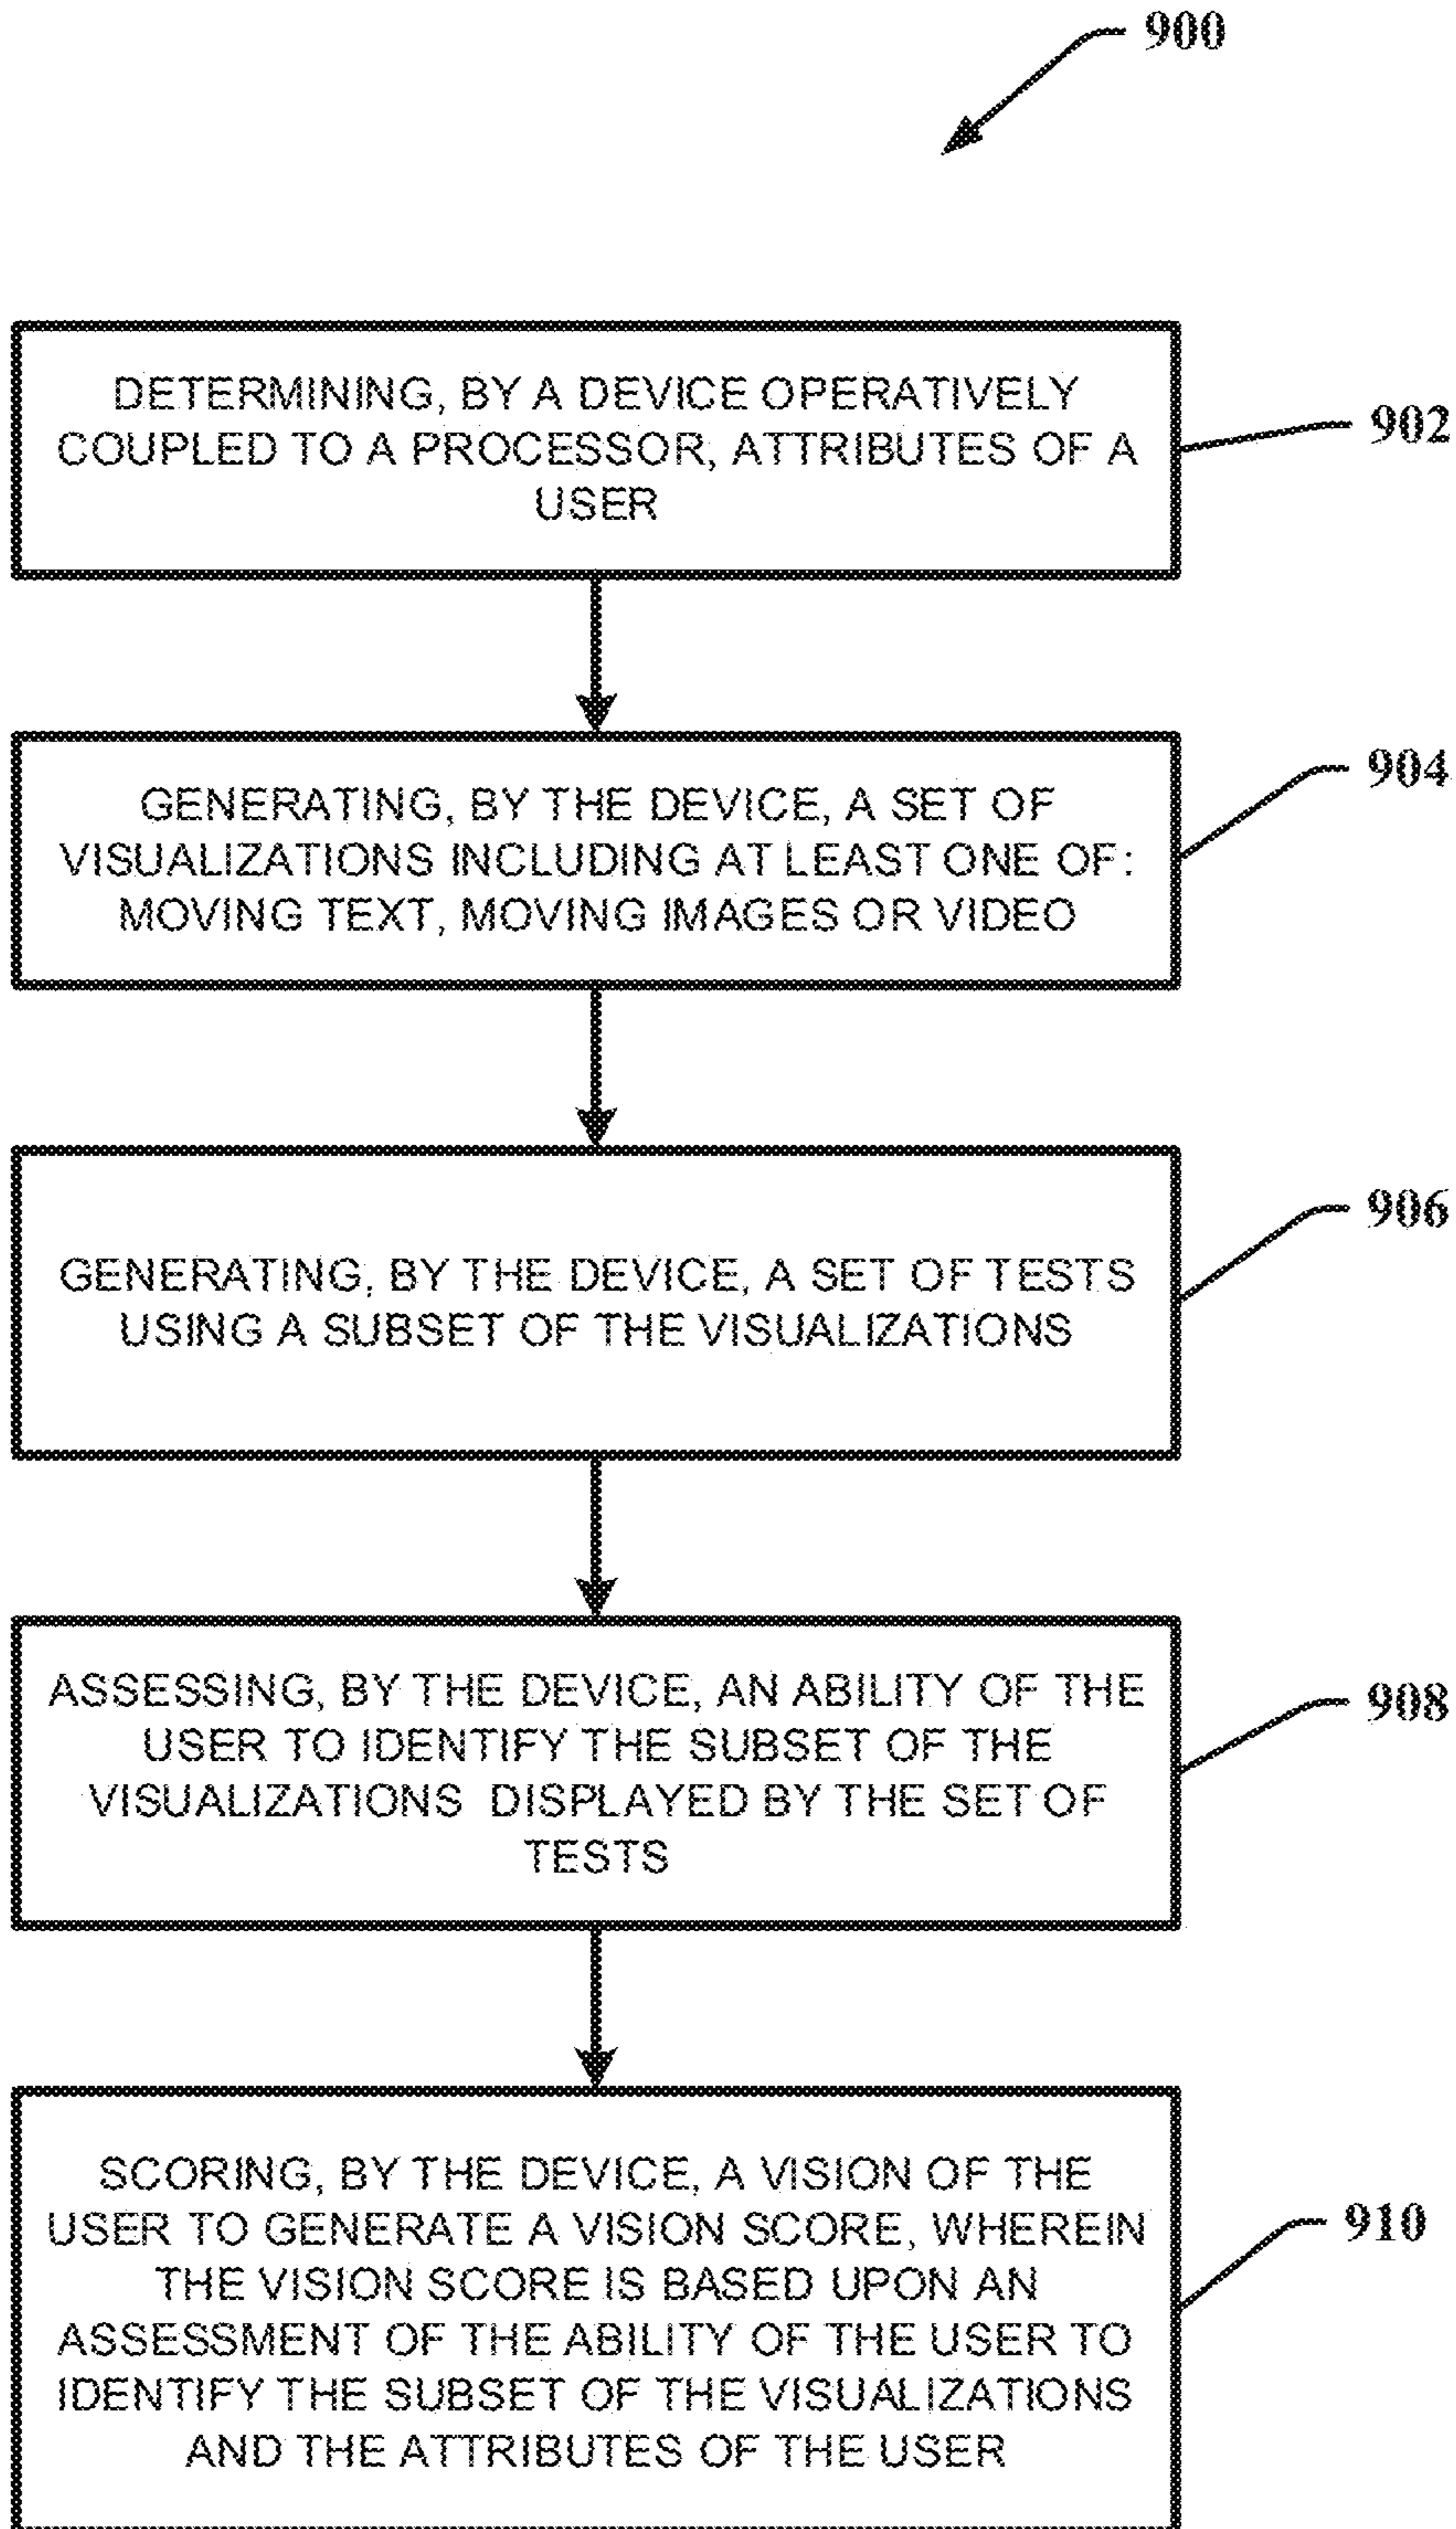 900
DETERMINING, BY A DEVICE OPERATIVELY
COUPLED TO A PROCESSOR, ATTRIBUTES OF A
USER
902
GENERATING, BY THE DEVICE, A SET OF
VISUALIZATIONS INCLUDING AT LEAST ONE OF:
MOVING TEXT, MOVING IMAGES OR VIDEO
904
GENERATING, BY THE DEVICE, A SET OF TESTS
USING A SUBSET OF THE VISUALIZATIONS
906
ASSESSING, BY THE DEVICE, AN ABILITY OF THE
USER TO IDENTIFY THE SUBSET OF THE
VISUALIZATIONS DISPLAYED BY THE SET OF
TESTS
908
SCORING, BY THE DEVICE, A VISION OF THE
USER TO GENERATE A VISION SCORE, WHEREIN
THE VISION SCORE IS BASED UPON AN
ASSESSMENT OF THE ABILITY OF THE USER TO
IDENTIFY THE SUBSET OF THE VISUALIZATIONS
AND THE ATTRIBUTES OF THE USER
910